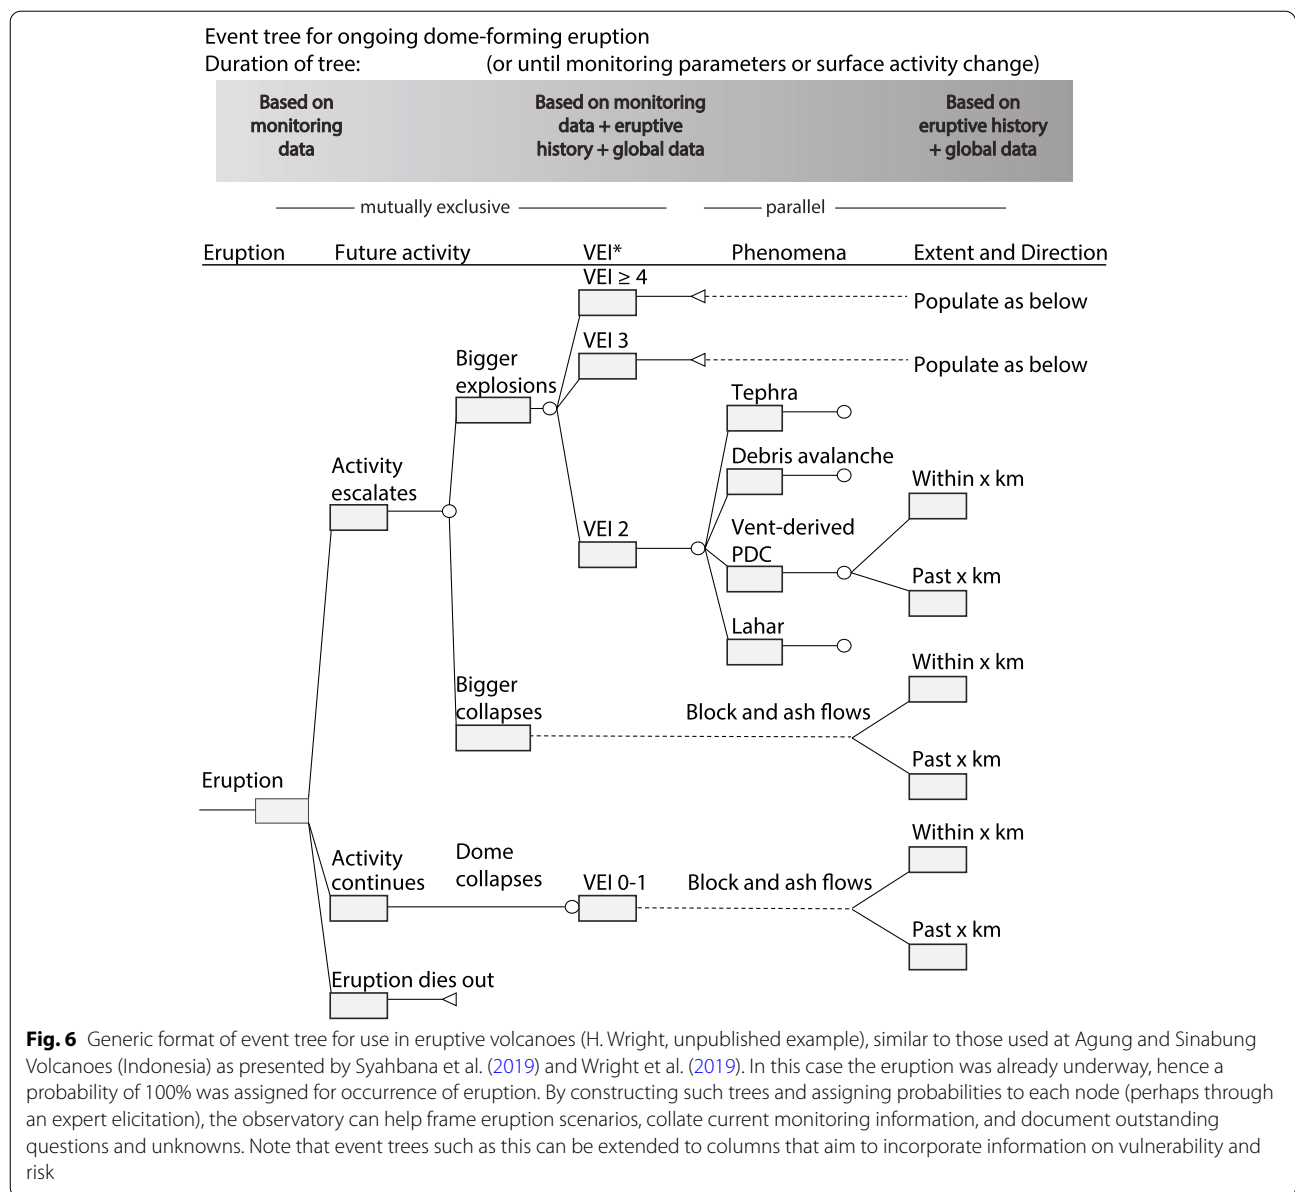 Event tree for ongoing dome-forming eruption
Duration of tree: (or until monitoring parameters or surface activity change)
Based on
monitoring
data
Based on monitoring
data + eruptive
history + global data
Based on
eruptive history
+ global data
mutually exclusive
parallel
Eruption Future activity VEI* Phenomena Extent and Direction
VEI ≥ 4
Populate as below
VEI 3
Populate as below
Bigger
explosions
Tephra
Debris avalanche
Activity
escalates
Within x km
VEI 2
Vent-derived
PDC
Past x km
Lahar
Within x km
Bigger
collapses
Block and ash flows
Past x km
Eruption
Within x km
Activity
continues
Dome
collapses
VEI 0-1
Block and ash flows
Past x km
Eruption dies out
Fig. 6 Generic format of event tree for use in eruptive volcanoes (H. Wright, unpublished example), similar to those used at Agung and Sinabung
Volcanoes (Indonesia) as presented by Syahbana et al. (2019) and Wright et al. (2019). In this case the eruption was already underway, hence a
probability of 100% was assigned for occurrence of eruption. By constructing such trees and assigning probabilities to each node (perhaps through
an expert elicitation), the observatory can help frame eruption scenarios, collate current monitoring information, and document outstanding
questions and unknowns. Note that event trees such as this can be extended to columns that aim to incorporate information on vulnerability and
risk